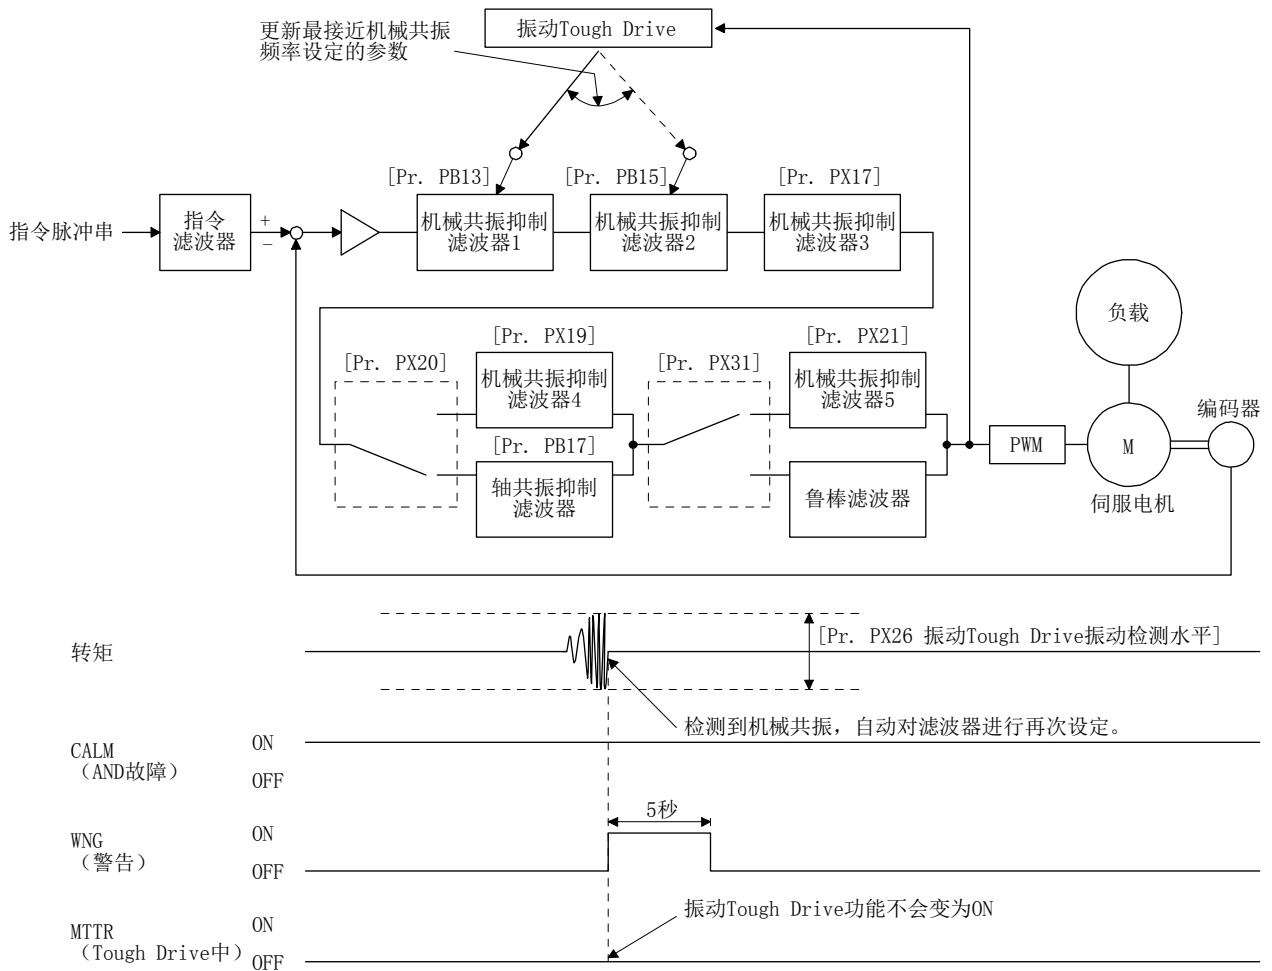 更新最接近机械共振
频率设定的参数
振动Tough Drive
[Pr. PB13]
[Pr. PB15]
[Pr. PX17]
指令脉冲串
指令
滤波器
+
-
机械共振抑制
滤波器1
机械共振抑制
滤波器2
机械共振抑制
滤波器3
负载
[Pr. PX20]
[Pr. PX19]
机械共振抑制
滤波器4
[Pr. PX31]
[Pr. PX21]
机械共振抑制
滤波器5
编码器
[Pr. PB17]
轴共振抑制
滤波器
鲁棒滤波器
PWM
M
伺服电机
转矩
[Pr. PX26 振动Tough Drive振动检测水平]
检测到机械共振，自动对滤波器进行再次设定。
CALM
（AND故障）
ON
OFF
5秒
WNG
（警告）
ON
OFF
振动Tough Drive功能不会变为ON
MTTR
（Tough Drive中）
ON
OFF